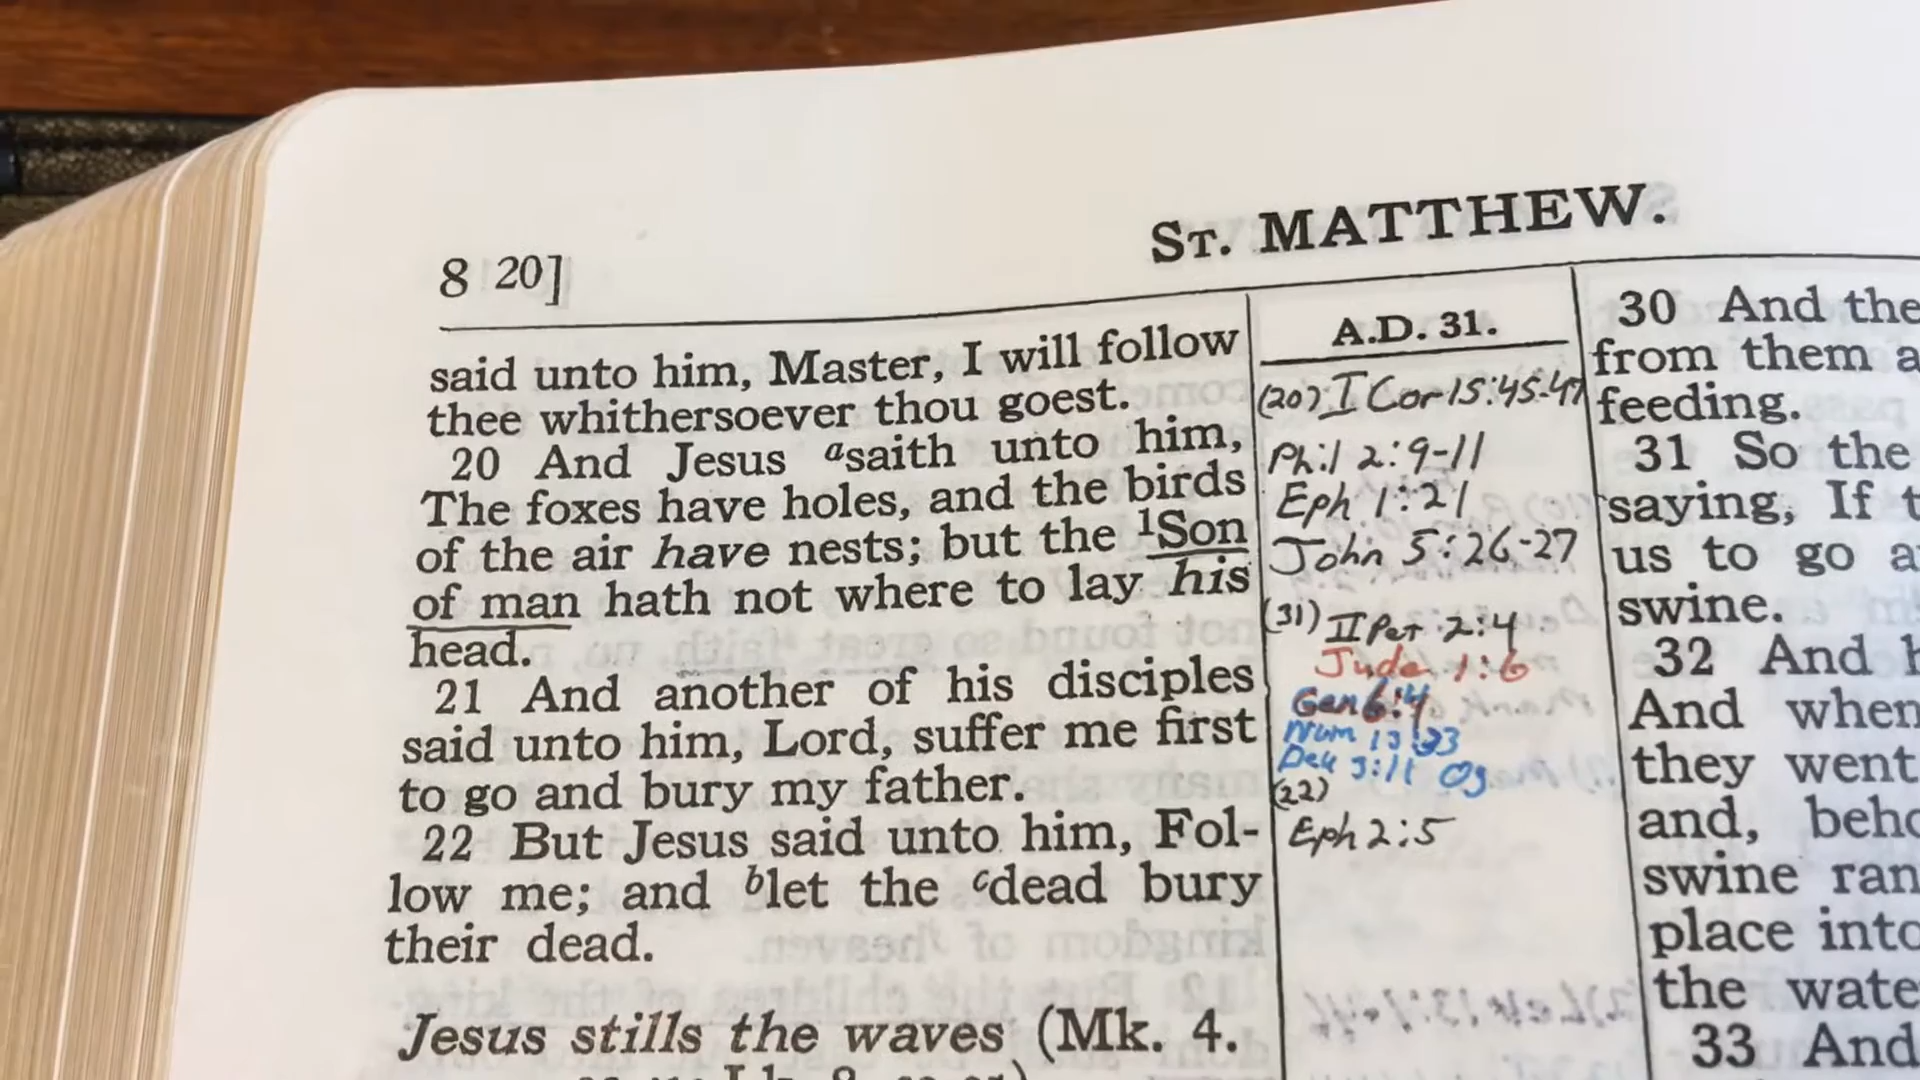 St. MATTHEW.
8 20]
said unto him, Master, I will follow
thee whithersoever thou goest.
20 And Jesus ᵃsaith unto him,
The foxes have holes, and the birds
of the air have nests; but the ¹Son
of man hath not where to lay his
head.
21 And another of his disciples
said unto him, Lord, suffer me first
to go and bury my father.
22 But Jesus said unto him, Fol-
low me; and ᵇlet the ᶜdead bury
their dead.
Jesus stills the waves (Mk. 4.
A.D. 31.
(20) I Cor 15:45-47
Phil 2:9-11
Eph 1:21
John 5:26-27
(31) II Pet 2:4
Jude 1:6
Gen 6:4
Num 13:33
Deu 3:11 Og
(22)
Eph 2:5
30 And the
from them a
feeding.
31 So the
saying, If t
us to go a
swine.
32 And h
And when
they went
and, beho
swine ran
place into
the wate
33 And